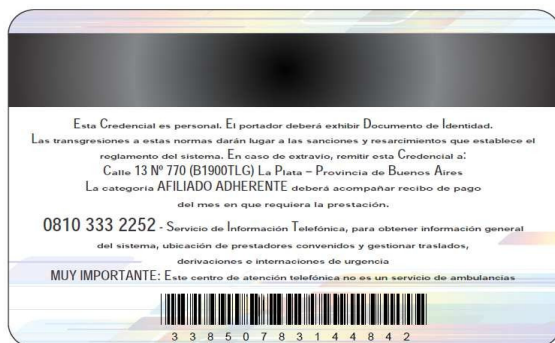 Esta Credencial es personal. El portador deberá exhibir Documento de Identidad.
Las transgresiones a estas normas darán lugar a las sanciones y resarcimientos que establece el
reglamento del sistema. En caso de extravío, remitir esta Credencial a:
Calle 13 Nº 770 (B1900TLG) La Plata – Provincia de Buenos Aires
La categoría AFILIADO ADHERENTE deberá acompañar recibo de pago
del mes en que requiera la prestación.
0810 333 2252 - Servicio de Información Telefónica, para obtener información general
del sistema, ubicación de prestadores convenidos y gestionar traslados,
derivaciones e internaciones de urgencia
MUY IMPORTANTE: Este centro de atención telefónica no es un servicio de ambulancias
3 3 8 5 0 7 8 3 1 4 4 8 4 2